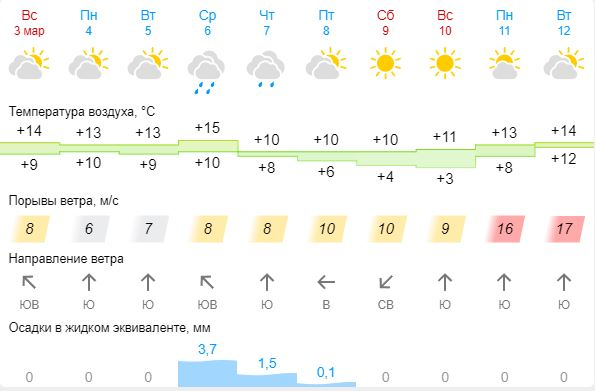 Вс Пн Вт Ср Чт Пт Сб Вс Пн Вт
3 мар 4 5 6 7 8 9 10 11 12
Температура воздуха, °C
+14 +13 +13 +15 +10 +10 +10 +11 +13 +14
+9 +10 +9 +10 +8 +6 +4 +3 +8 +12
Порывы ветра, м/с
8 6 7 8 8 10 10 9 16 17
Направление ветра
ЮВ Ю Ю ЮВ Ю В СВ Ю Ю Ю
Осадки в жидком эквиваленте, мм
0 0 0 3,7 1,5 0,1 0 0 0 0